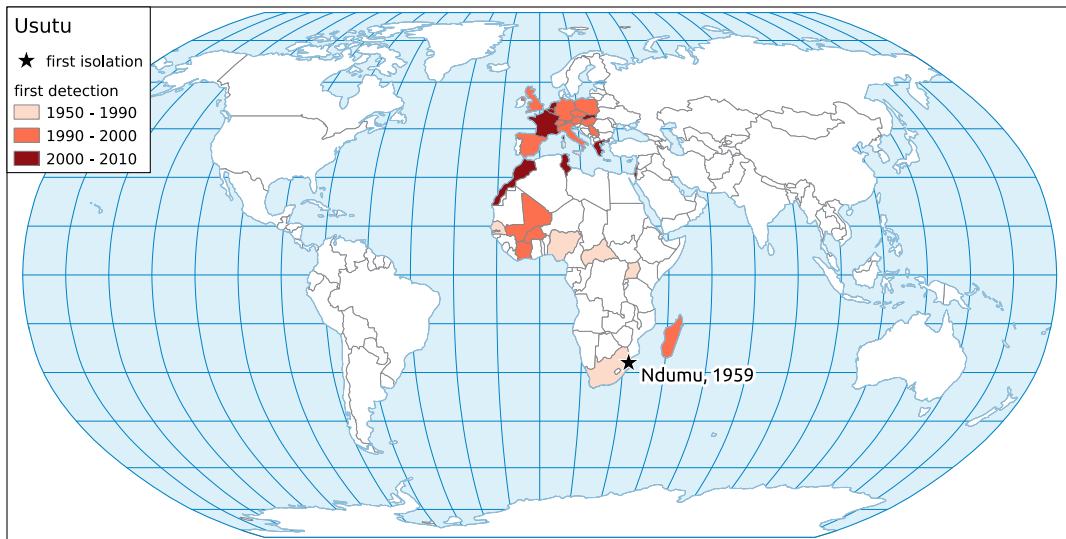 Usutu
first isolation
first detection
1950 - 1990
1990 - 2000
2000 - 2010
Ndumu, 1959